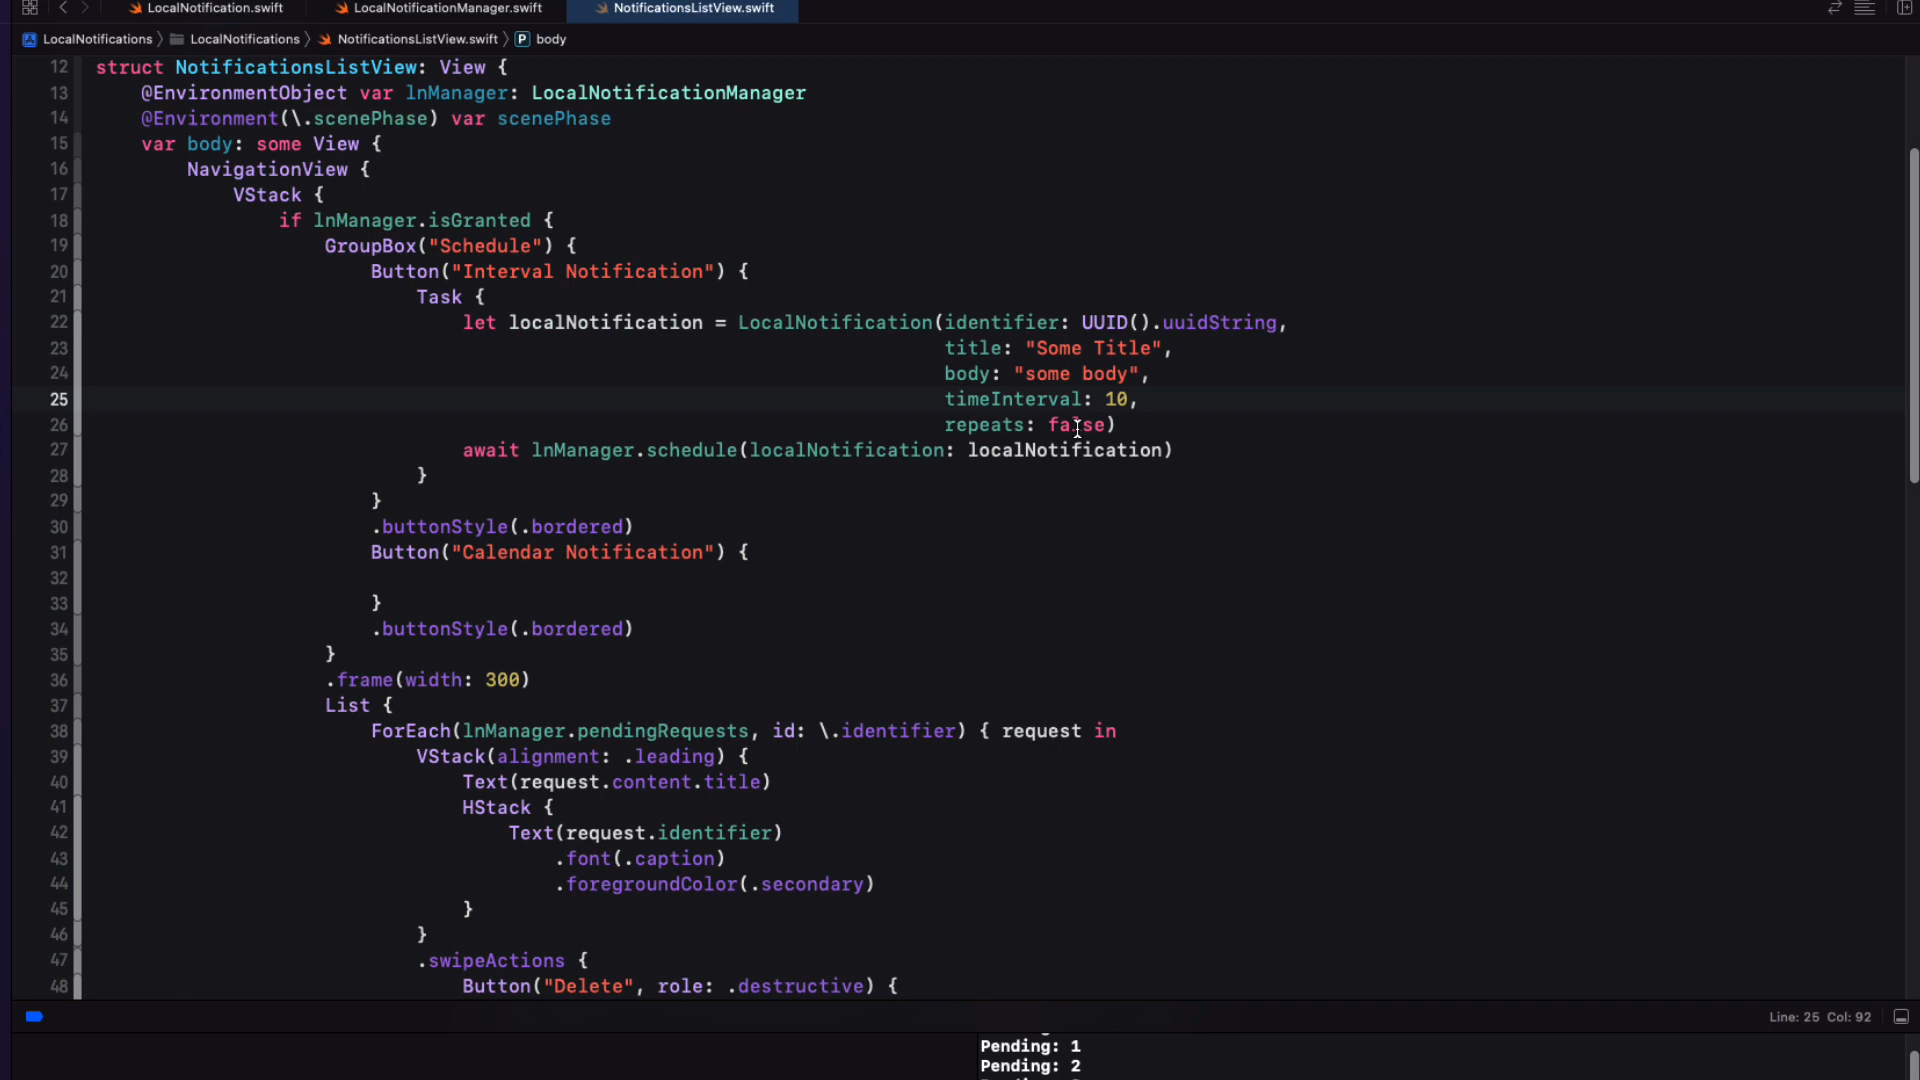 LocalNotification.swift LocalNotificationManager.swift NotificationsListView.swift
LocalNotifications 〉 LocalNotifications 〉 NotificationsListView.swift 〉 P body
12 struct NotificationsListView: View {
13 @EnvironmentObject var lnManager: LocalNotificationManager
14 @Environment(\.scenePhase) var scenePhase
15 var body: some View {
16 NavigationView {
17 VStack {
18 if lnManager.isGranted {
19 GroupBox("Schedule") {
20 Button("Interval Notification") {
21 Task {
22 let localNotification = LocalNotification(identifier: UUID().uuidString,
23 title: "Some Title",
24 body: "some body",
25 timeInterval: 10,
26 repeats: false)
27 await lnManager.schedule(localNotification: localNotification)
28 }
29 }
30 .buttonStyle(.bordered)
31 Button("Calendar Notification") {
32
33 }
34 .buttonStyle(.bordered)
35 }
36 .frame(width: 300)
37 List {
38 ForEach(lnManager.pendingRequests, id: \.identifier) { request in
39 VStack(alignment: .leading) {
40 Text(request.content.title)
41 HStack {
42 Text(request.identifier)
43 .font(.caption)
44 .foregroundColor(.secondary)
45 }
46 }
47 .swipeActions {
48 Button("Delete", role: .destructive) {
Line: 25 Col: 92
Pending: 1
Pending: 2